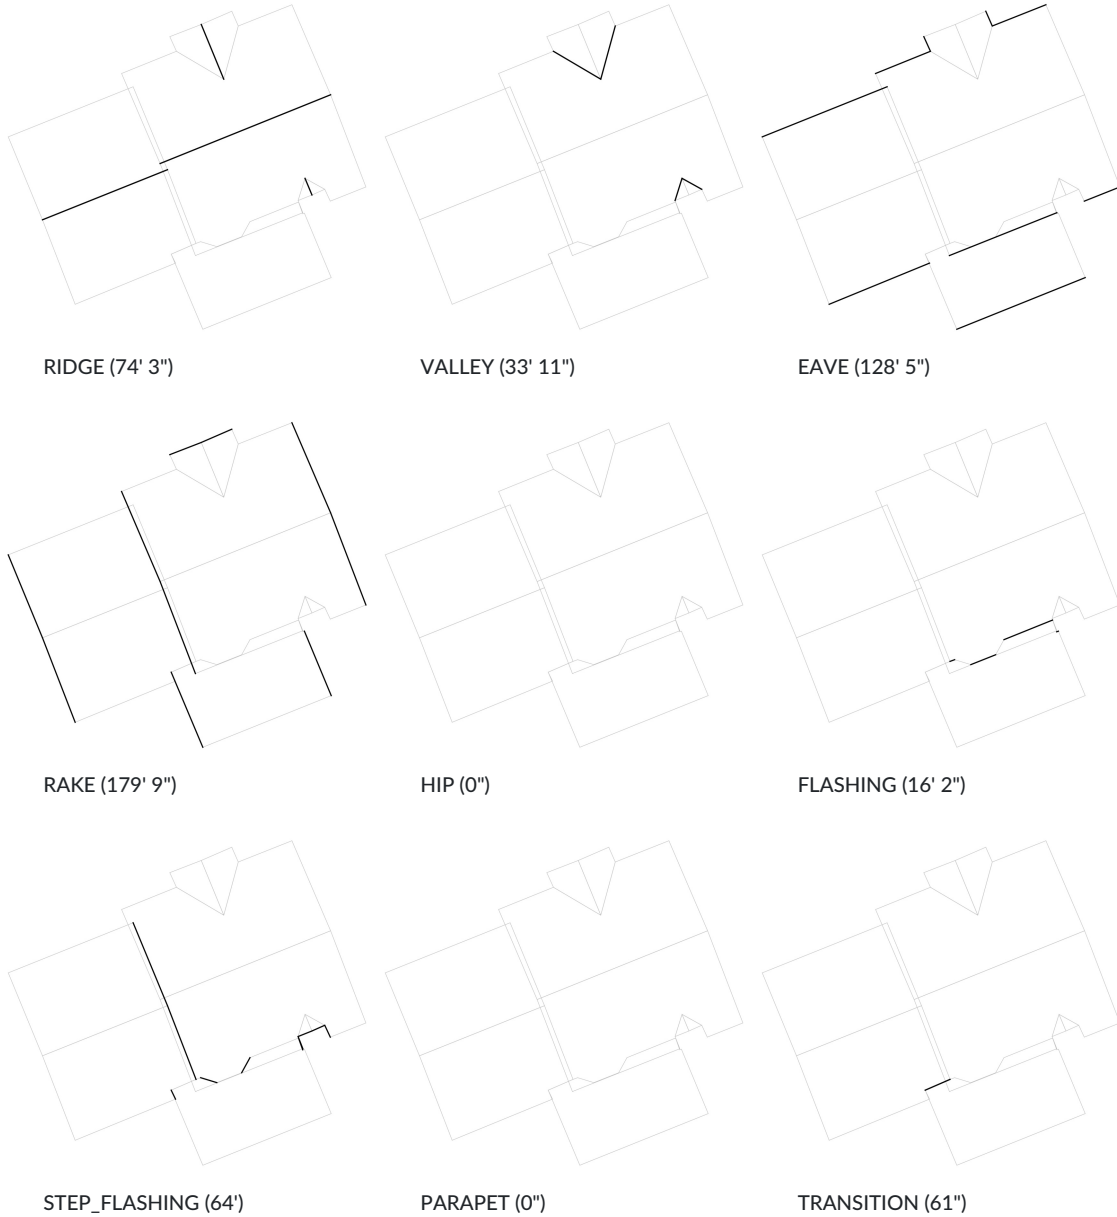 RIDGE (74' 3")
VALLEY (33' 11")
EAVE (128' 5")
RAKE (179' 9")
HIP (0")
FLASHING (16' 2")
STEP_FLASHING (64')
PARAPET (0")
TRANSITION (61")